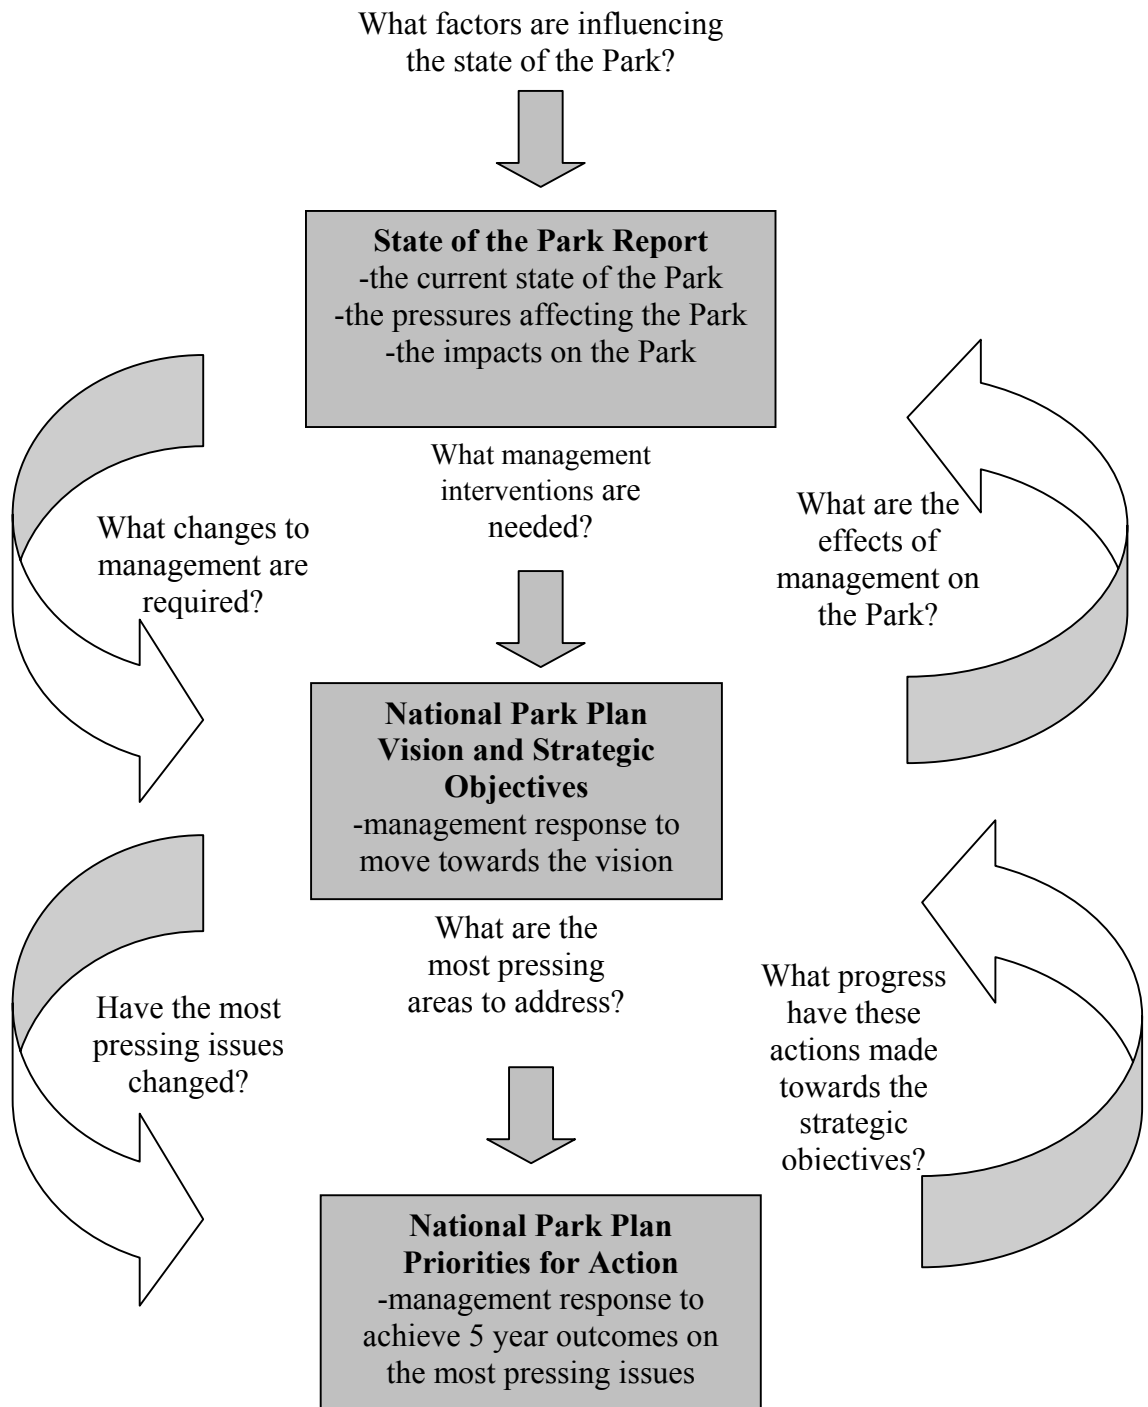 What factors are influencing
the state of the Park?
State of the Park Report
-the current state of the Park
-the pressures affecting the Park
-the impacts on the Park
What management
interventions are
needed?
What changes to
management are
required?
What are the
effects of
management on
the Park?
National Park Plan
Vision and Strategic
Objectives
-management response to
move towards the vision
What are the
most pressing
areas to address?
Have the most
pressing issues
changed?
What progress
have these
actions made
towards the
strategic
objectives?
National Park Plan
Priorities for Action
-management response to
achieve 5 year outcomes on
the most pressing issues